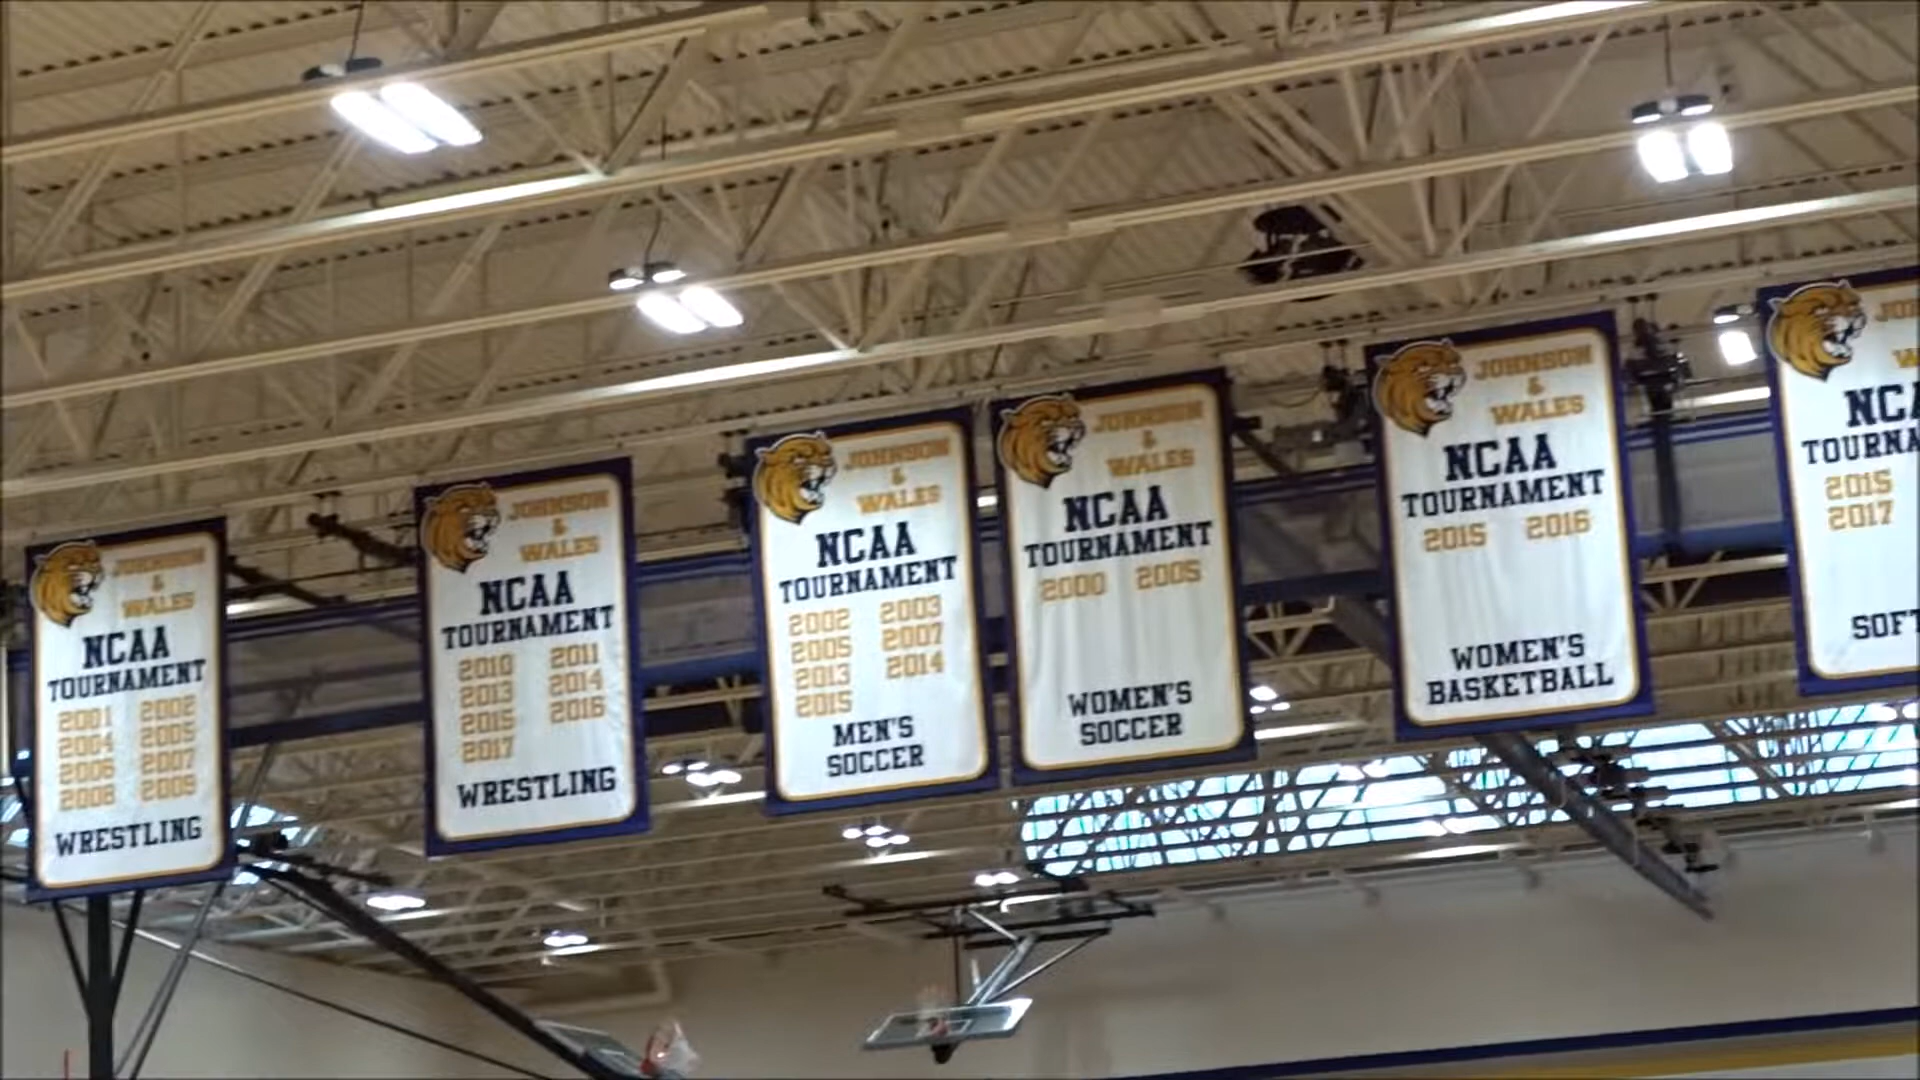 JOHNSON
&
WALES
NCAA
TOURNAMENT
2001 2002
2004 2005
2006 2007
2008 2009
WRESTLING
JOHNSON
&
WALES
NCAA
TOURNAMENT
2010 2011
2013 2014
2015 2016
2017
WRESTLING
JOHNSON
&
WALES
NCAA
TOURNAMENT
2002 2003
2005 2007
2013 2014
2015
MEN'S
SOCCER
JOHNSON
&
WALES
NCAA
TOURNAMENT
2000 2005
WOMEN'S
SOCCER
JOHNSON
&
WALES
NCAA
TOURNAMENT
2015 2016
WOMEN'S
BASKETBALL
JO
W
NCA
TOURNA
2015
2017
SOFT